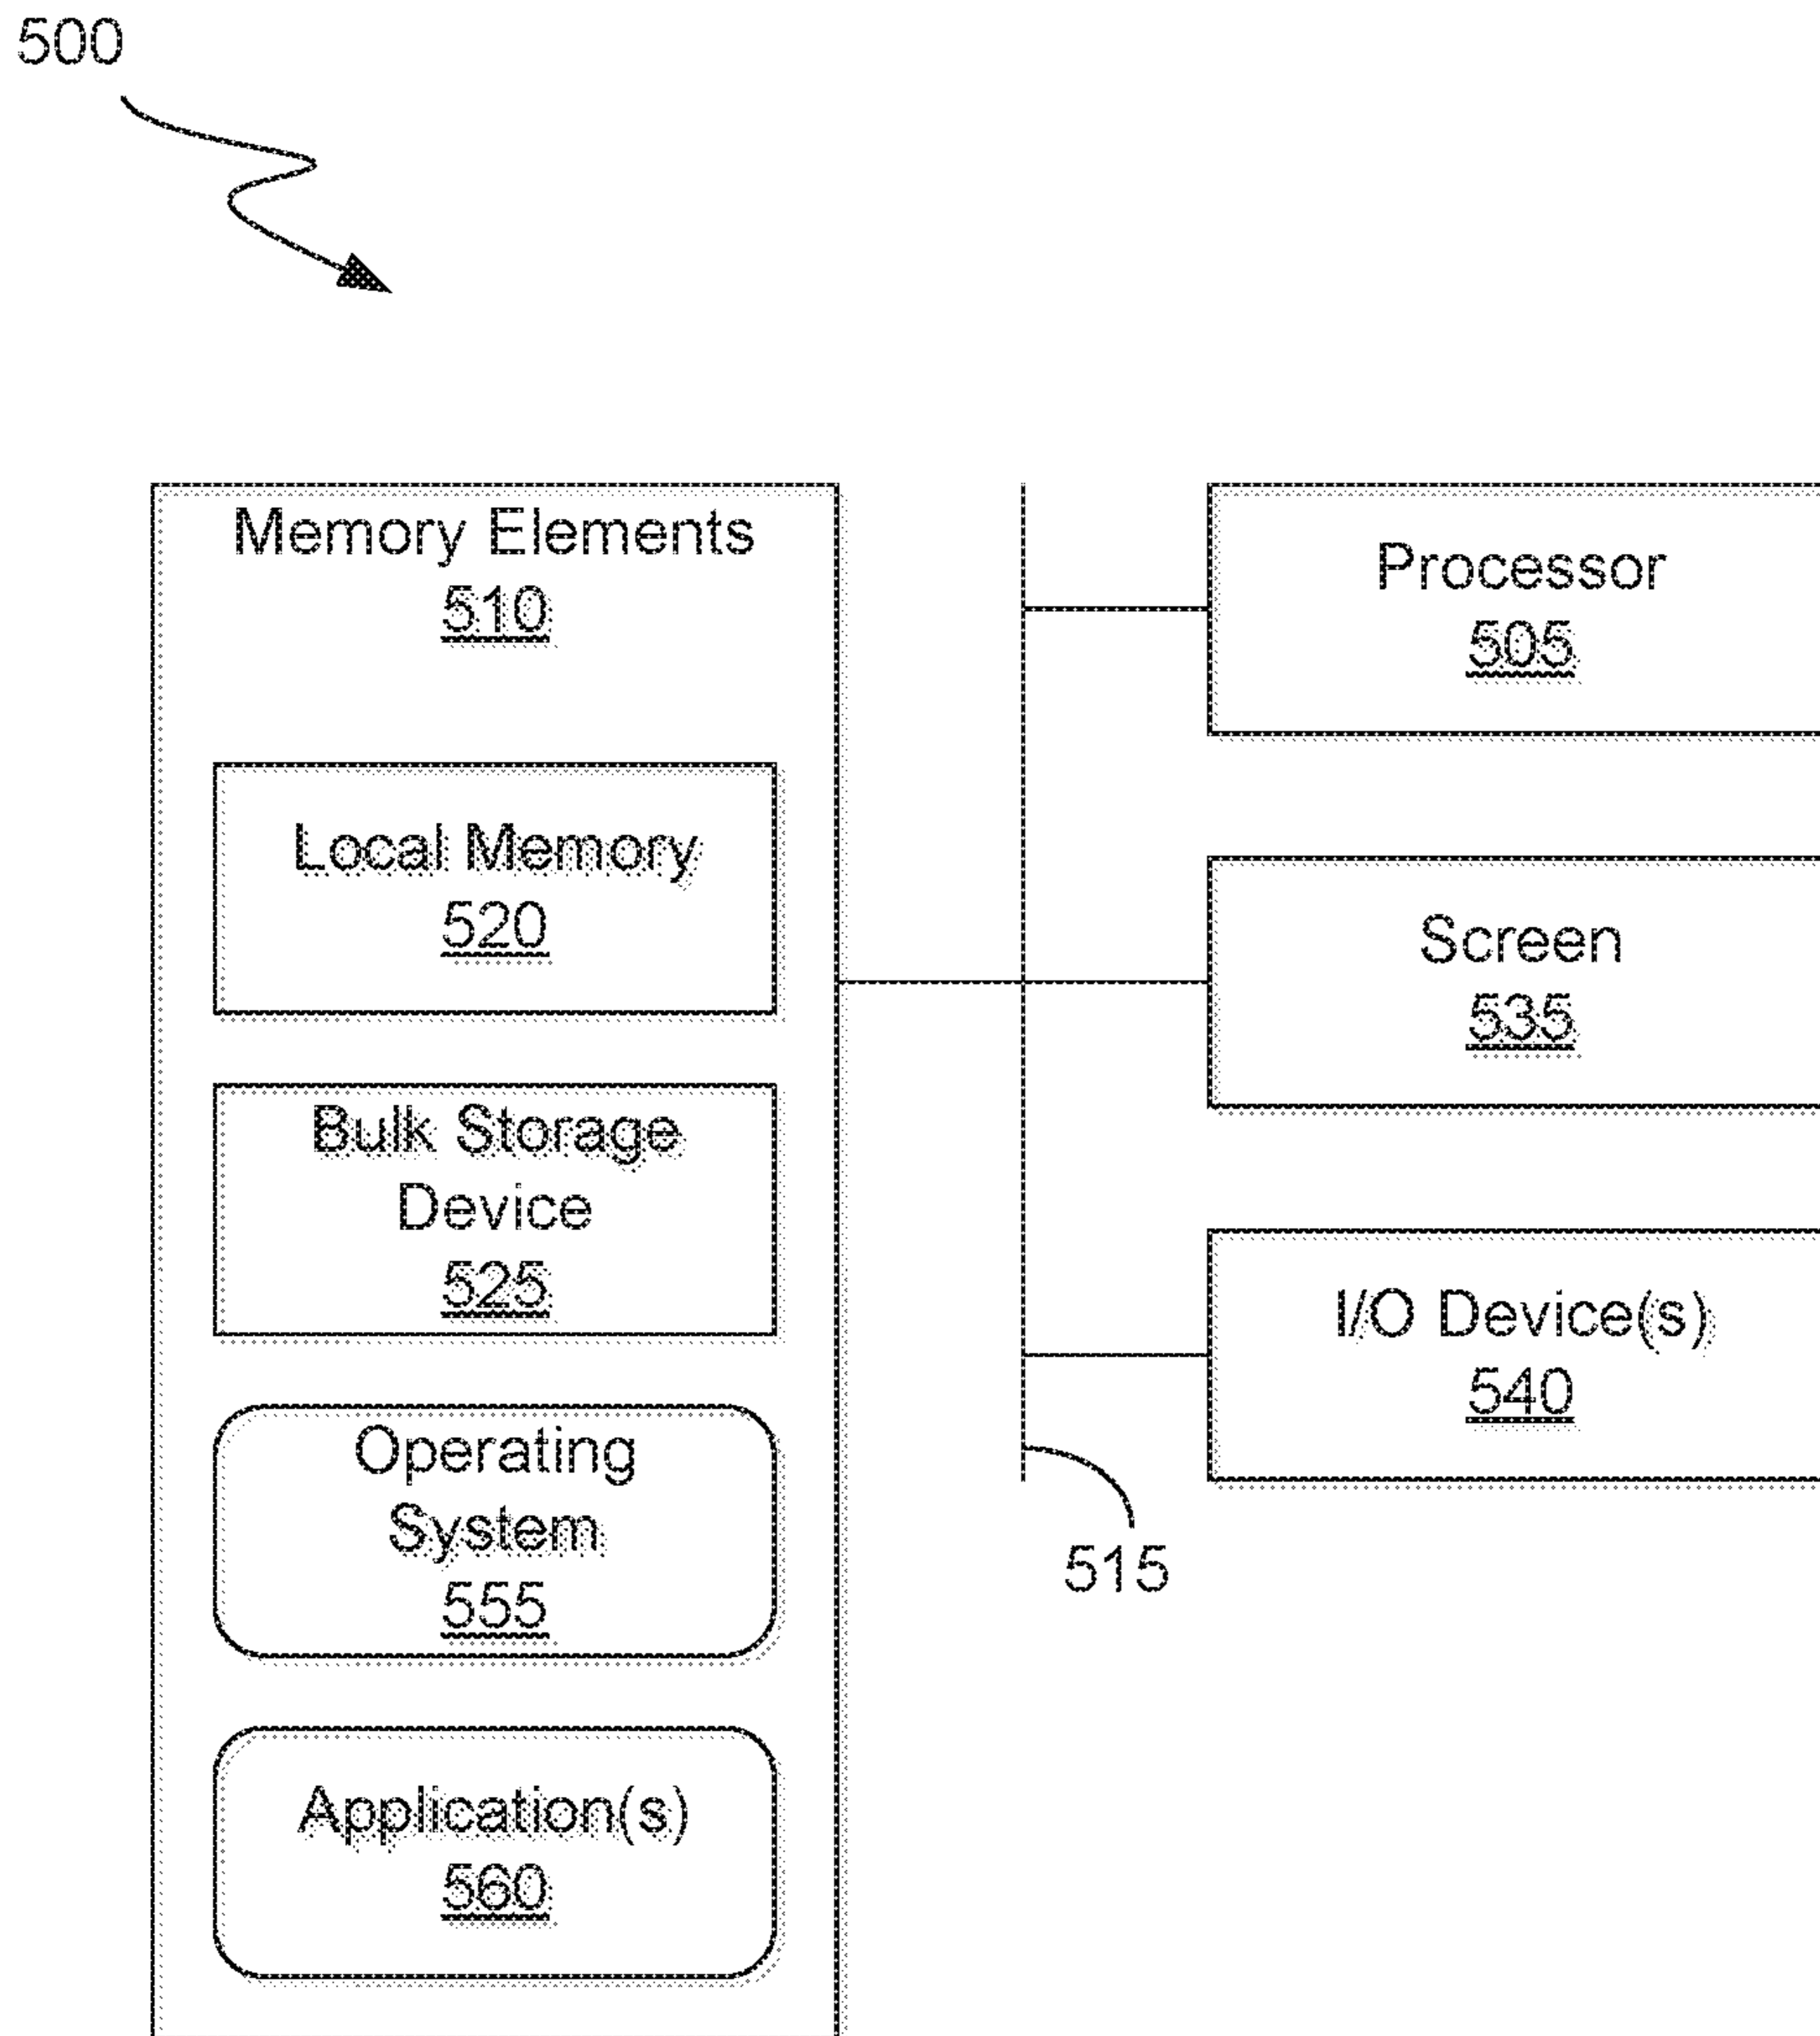 500
Memory Elements
510
Local Memory
520
Bulk Storage
Device
525
Operating
System
555
Application(s)
560
Processor
505
Screen
535
I/O Device(s)
540
515